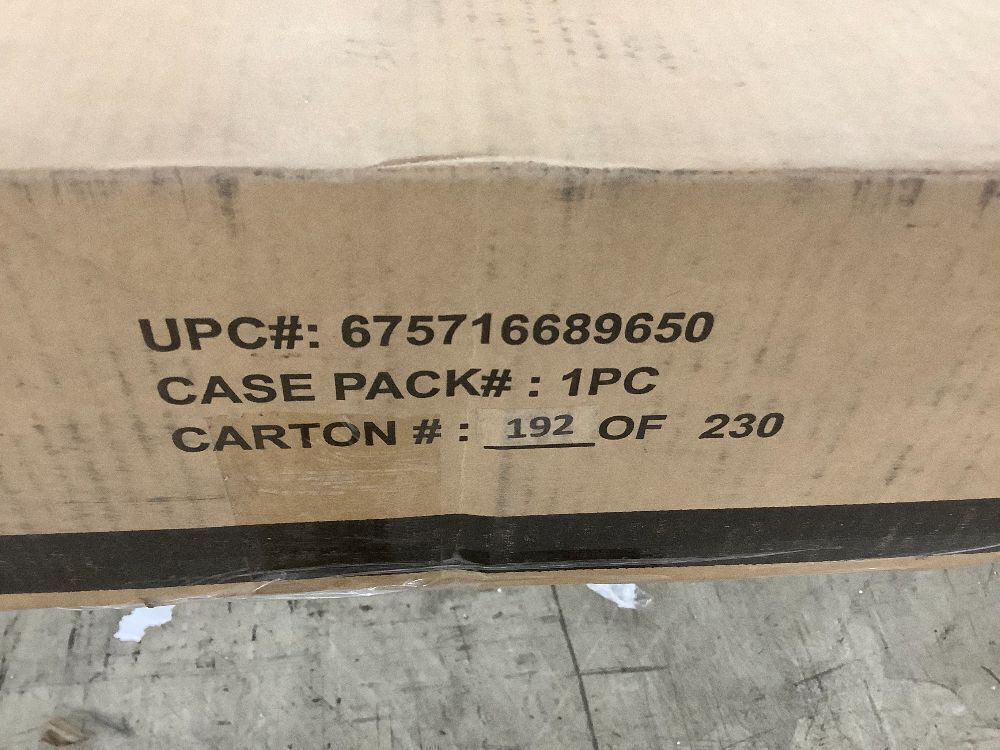 UPC#: 675716689650
CASE PACK# : 1PC
CARTON # : 192 OF 230